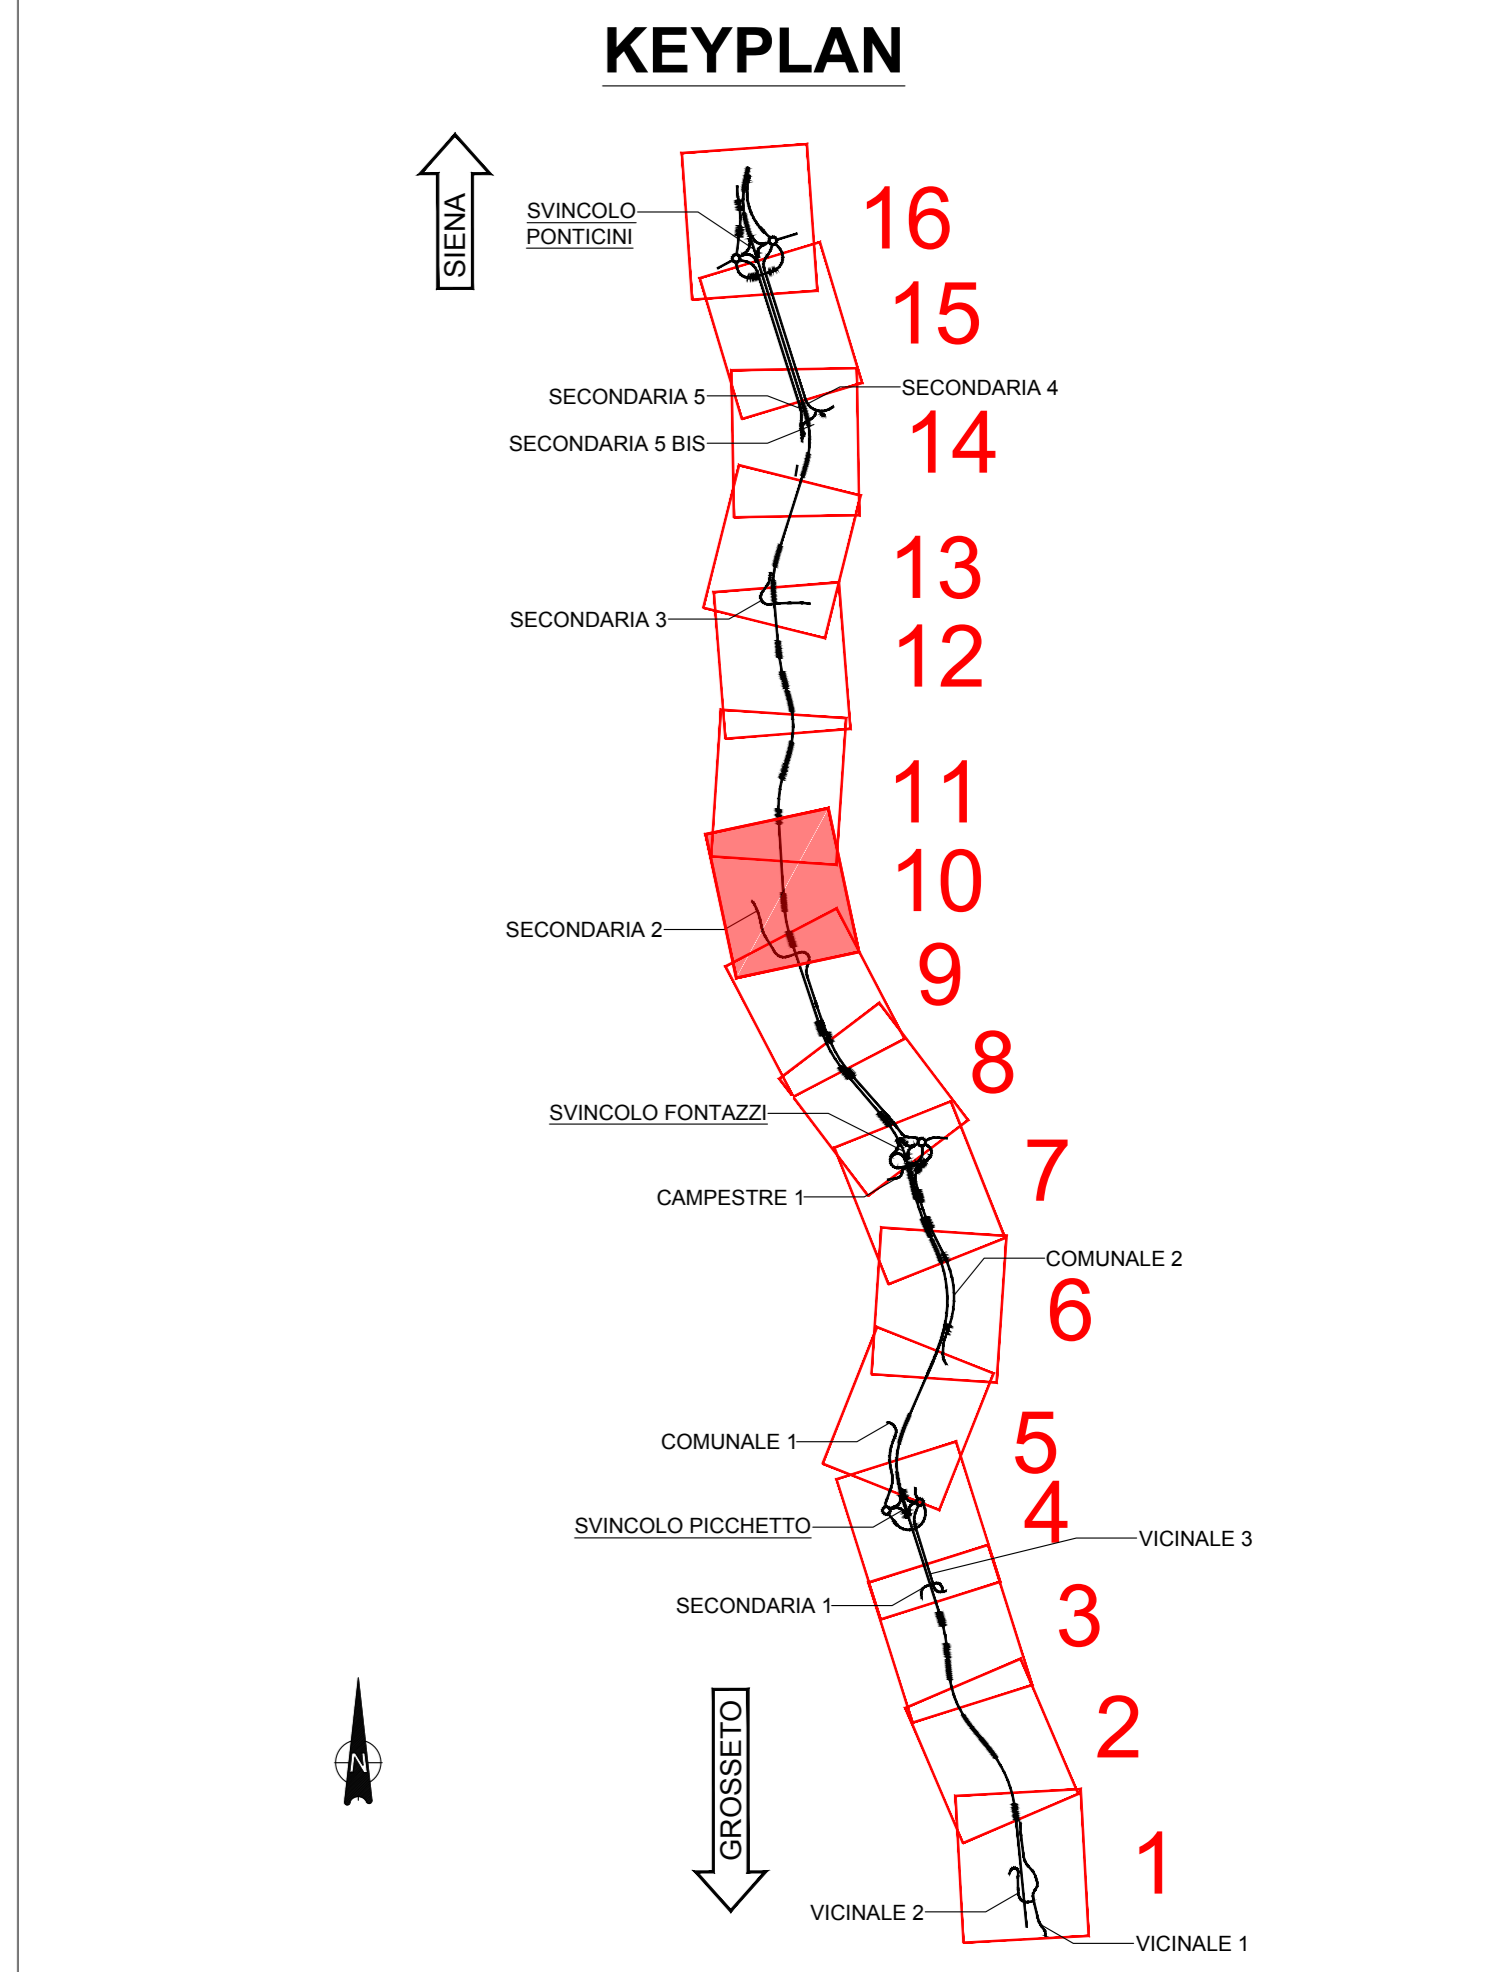 KEYPLAN
SIENA
SVINCOLO
PONTICINI
16
15
SECONDARIA 5
SECONDARIA 4
SECONDARIA 5 BIS
14
13
SECONDARIA 3
12
11
10
SECONDARIA 2
9
8
SVINCOLO FONTAZZI
7
CAMPESTRE 1
COMUNALE 2
6
COMUNALE 1
5
4
SVINCOLO PICCHETTO
VICINALE 3
SECONDARIA 1
3
2
N
GROSSETO
1
VICINALE 2
VICINALE 1